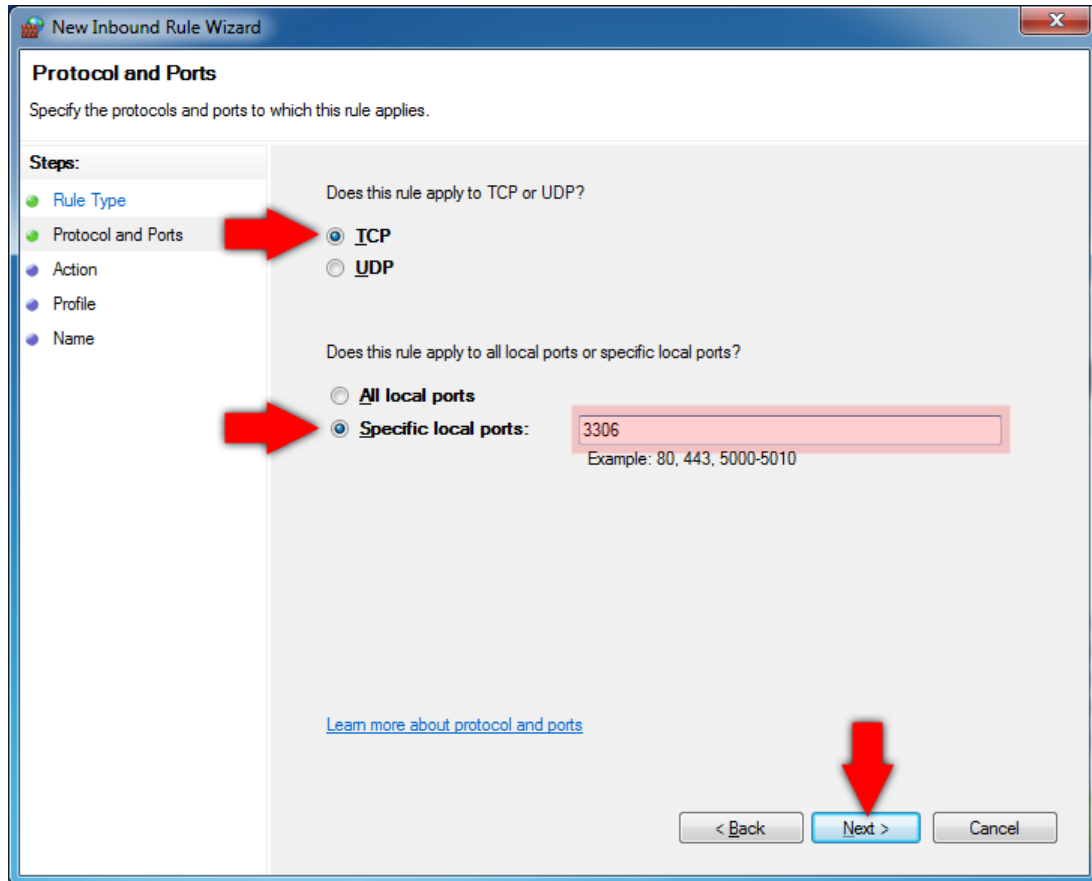 New Inbound Rule Wizard
Protocol and Ports
Specify the protocols and ports to which this rule applies.
Steps:
Rule Type
Protocol and Ports
Action
Profile
Name
Does this rule apply to TCP or UDP?
TCP
UDP
Does this rule apply to all local ports or specific local ports?
All local ports
Specific local ports: 3306
Example: 80, 443, 5000-5010
Learn more about protocol and ports
< Back Next > Cancel